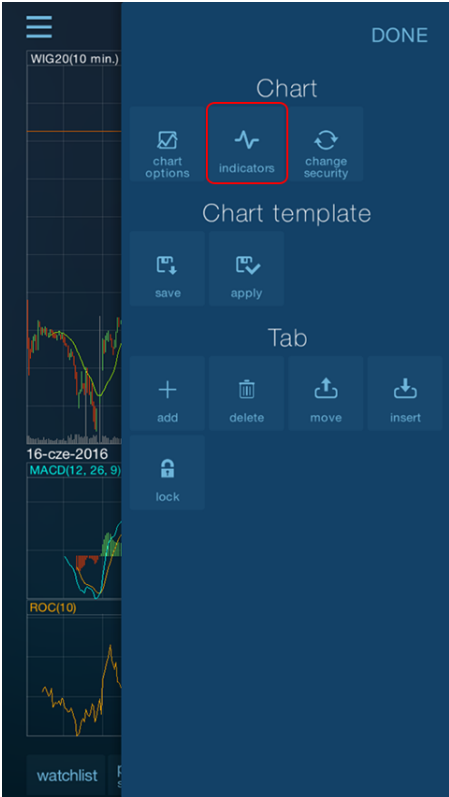 DONE
WIG20(10 min.)
Chart
chart
options
indicators
change
security
Chart template
save
apply
Tab
add
delete
move
insert
16-cze-2016
MACD(12, 26, 9)
lock
ROC(10)
watchlist